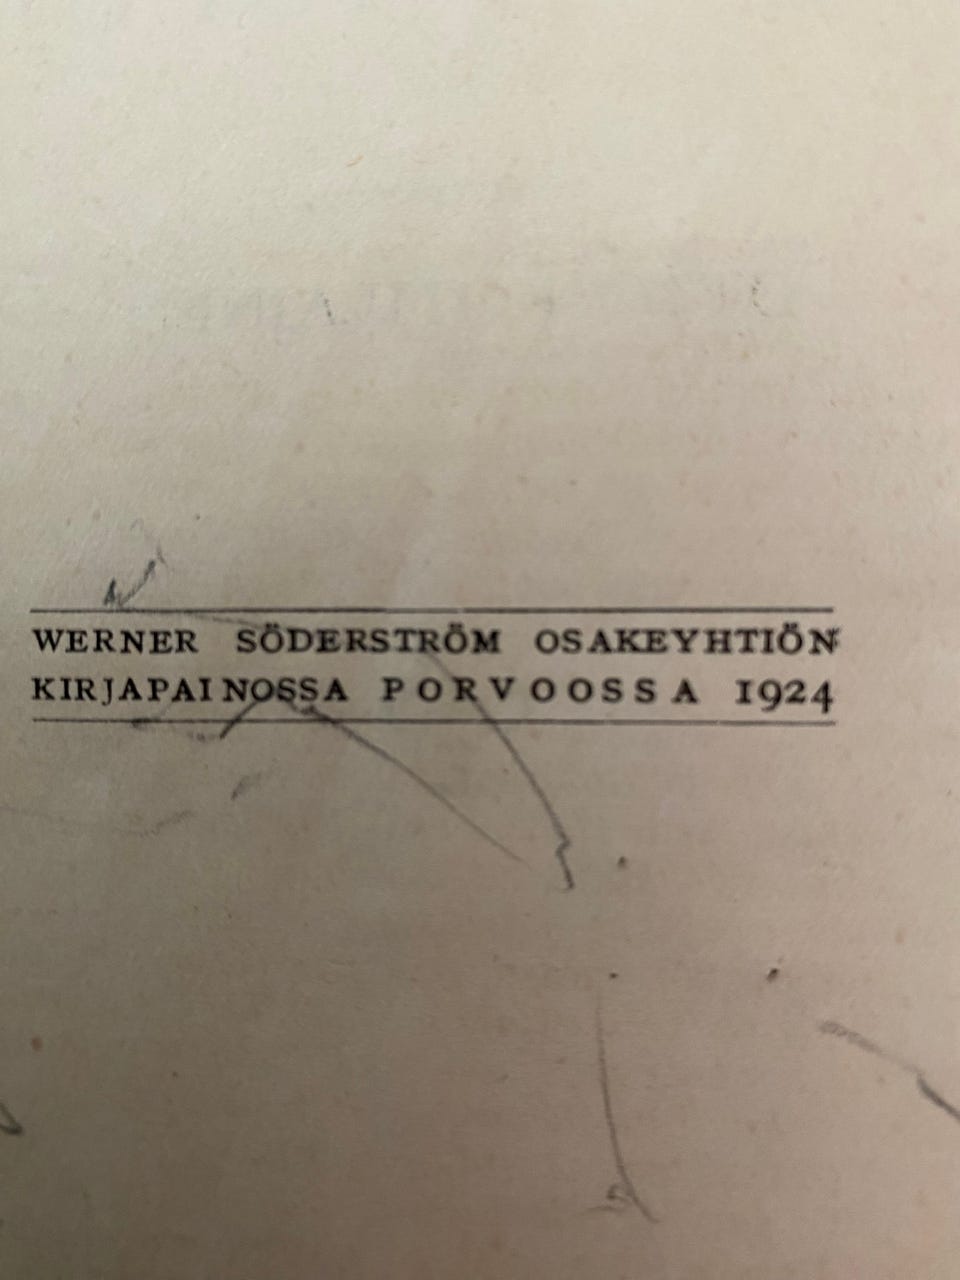 WERNER SÖDERSTRÖM OSAKEYHTIÖN
KIRJAPAINOSSA PORVOOSSA 1924